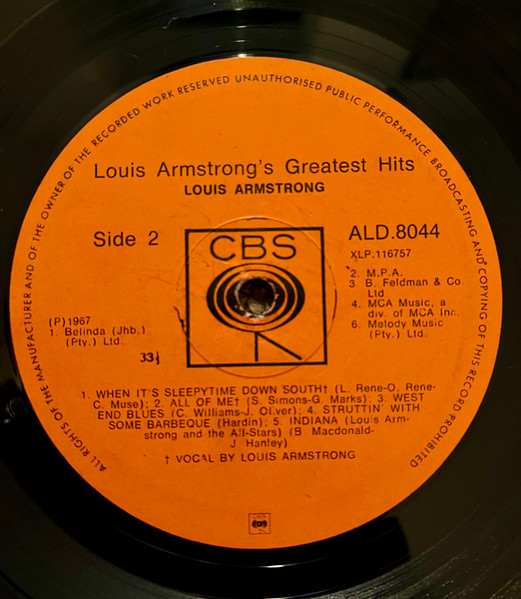 ALL RIGHTS OF THE MANUFACTURER AND OF THE OWNER OF THE RECORDED WORK RESERVED UNAUTHORISED PUBLIC PERFORMANCE BROADCASTING AND COPYING OF THIS RECORD PROHIBITED
Louis Armstrong's Greatest Hits
LOUIS ARMSTRONG
Side 2
CBS
ALD.8044
XLP.116757
2. M.P.A.
3 B. Feldman & Co
Ltd
4. MCA Music, a
div. of MCA Inc.
6. Melody Music
(Pty.) Ltd.
(P)1967
1. Belinda (Jhb.)
(Pty.) Ltd.
33⅓
1. WHEN IT'S SLEEPYTIME DOWN SOUTH† (L. Rene-O. Rene-
C. Muse); 2. ALL OF ME† (S. Simons-G. Marks); 3. WEST
END BLUES (C. Williams-J. Oliver); 4. STRUTTIN' WITH
SOME BARBEQUE (Hardin); 5. INDIANA (Louis Arm-
strong and the All-Stars) (B Macdonald-
J Hanley)
† VOCAL BY LOUIS ARMSTRONG